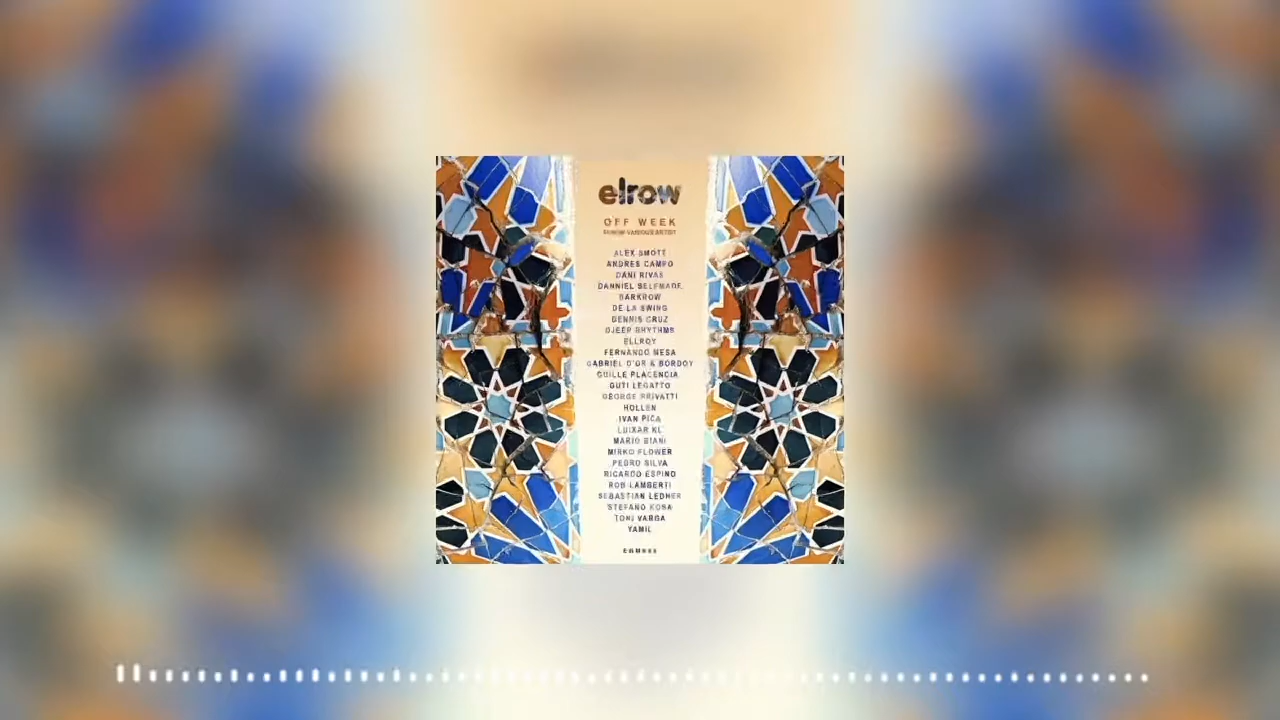 elrow
OFF WEEK
ALEX SMOTT
ANDRES CAMPO
DANI RIVAS
DANNIEL SELFMADE
DARKROW
DE LA SWING
DENNIS CRUZ
DJEEP RHYTHMS
ELLROY
FERNANDO MESA
GABRIEL D'OR & BORDOY
GUILLE PLACENCIA
GUTI LEGATTO
GEORGE PRIVATTI
HOLLEN
IVAN PICA
LUIXAR KL
MARIO BIANI
MIRKO FLOWER
PEDRO SILVA
RICARDO ESPINO
ROB LAMBERTI
SEBASTIAN LEDHER
STEFANO KOSA
TONI VARGA
YAMIL